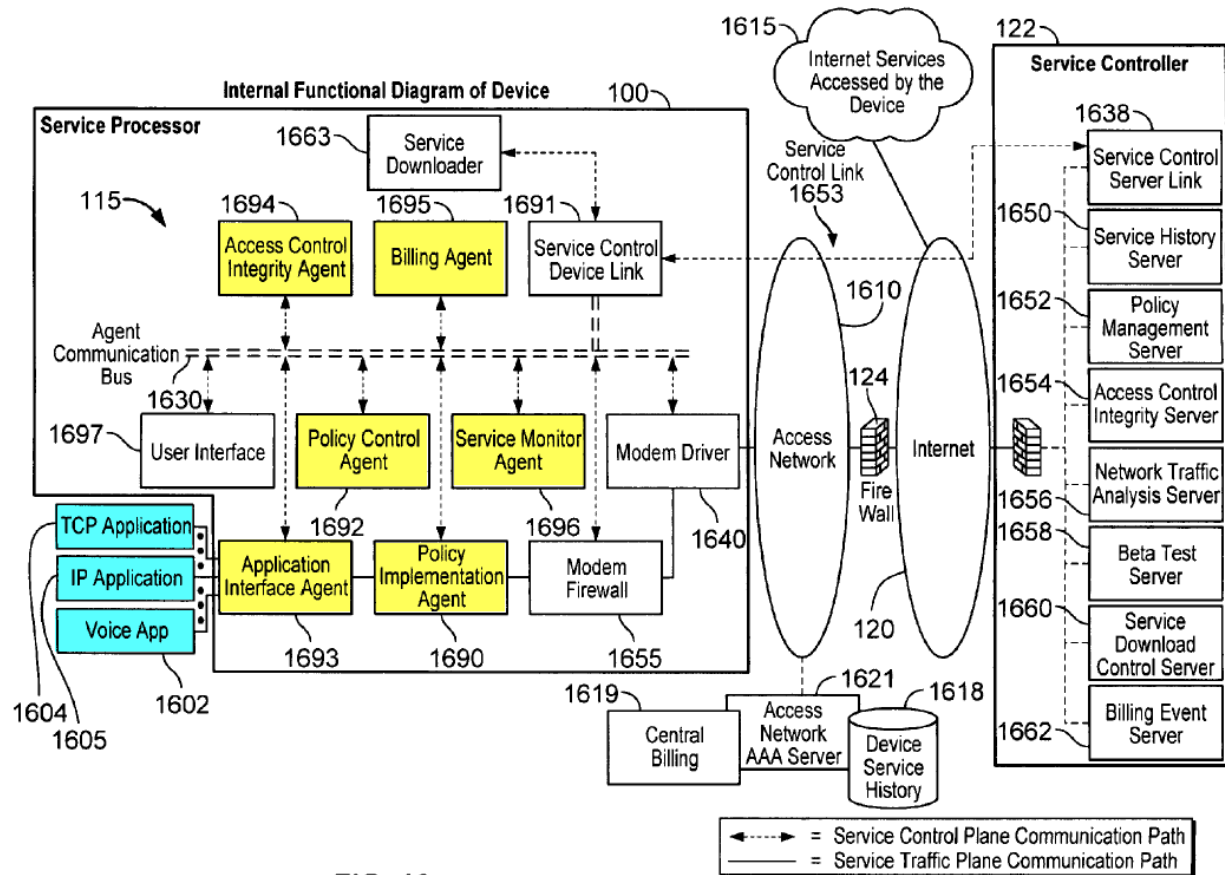 1615
122
Internet Services
Accessed by the
Device
Service Controller
Internal Functional Diagram of Device
100
Service Processor
1663
Service
Downloader
Service
Control Link
1653
1638
Service Control
Server Link
115
1694
1695
1691
Access Control
Integrity Agent
Billing Agent
Service Control
Device Link
1650
Service History
Server
1610
1652
Policy
Management
Server
Agent
Communication
Bus
1630
124
1654
Access Control
Integrity Server
1697
User Interface
Policy Control
Agent
Service Monitor
Agent
Modem Driver
Access
Network
Internet
Fire
Wall
1656
Network Traffic
Analysis Server
1692
1696
1640
1658
Beta Test
Server
TCP Application
IP Application
Voice App
Application
Interface Agent
Policy
Implementation
Agent
Modem
Firewall
120
1660
Service
Download
Control Server
1604
1605
1602
1693
1690
1655
1619
1621
1618
Central
Billing
Access
Network
AAA Server
Device
Service
History
1662
Billing Event
Server
= Service Control Plane Communication Path
= Service Traffic Plane Communication Path